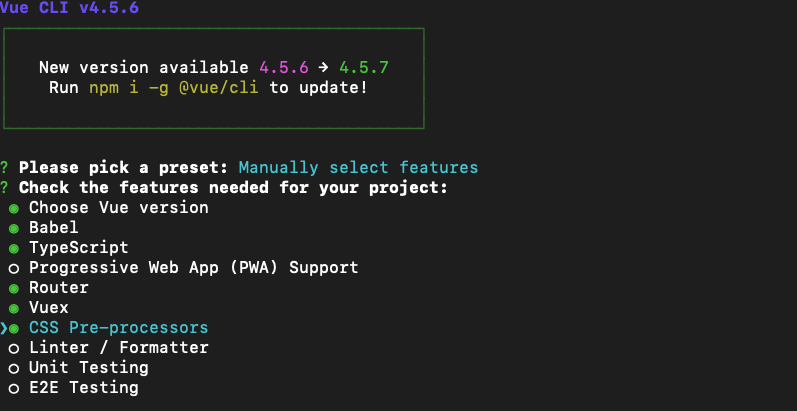 Vue CLI v4.5.6
New version available 4.5.6 → 4.5.7
Run npm i -g @vue/cli to update!
? Please pick a preset: Manually select features
? Check the features needed for your project:
◉ Choose Vue version
◉ Babel
◉ TypeScript
◯ Progressive Web App (PWA) Support
◉ Router
◉ Vuex
❯◉ CSS Pre-processors
◯ Linter / Formatter
◯ Unit Testing
◯ E2E Testing